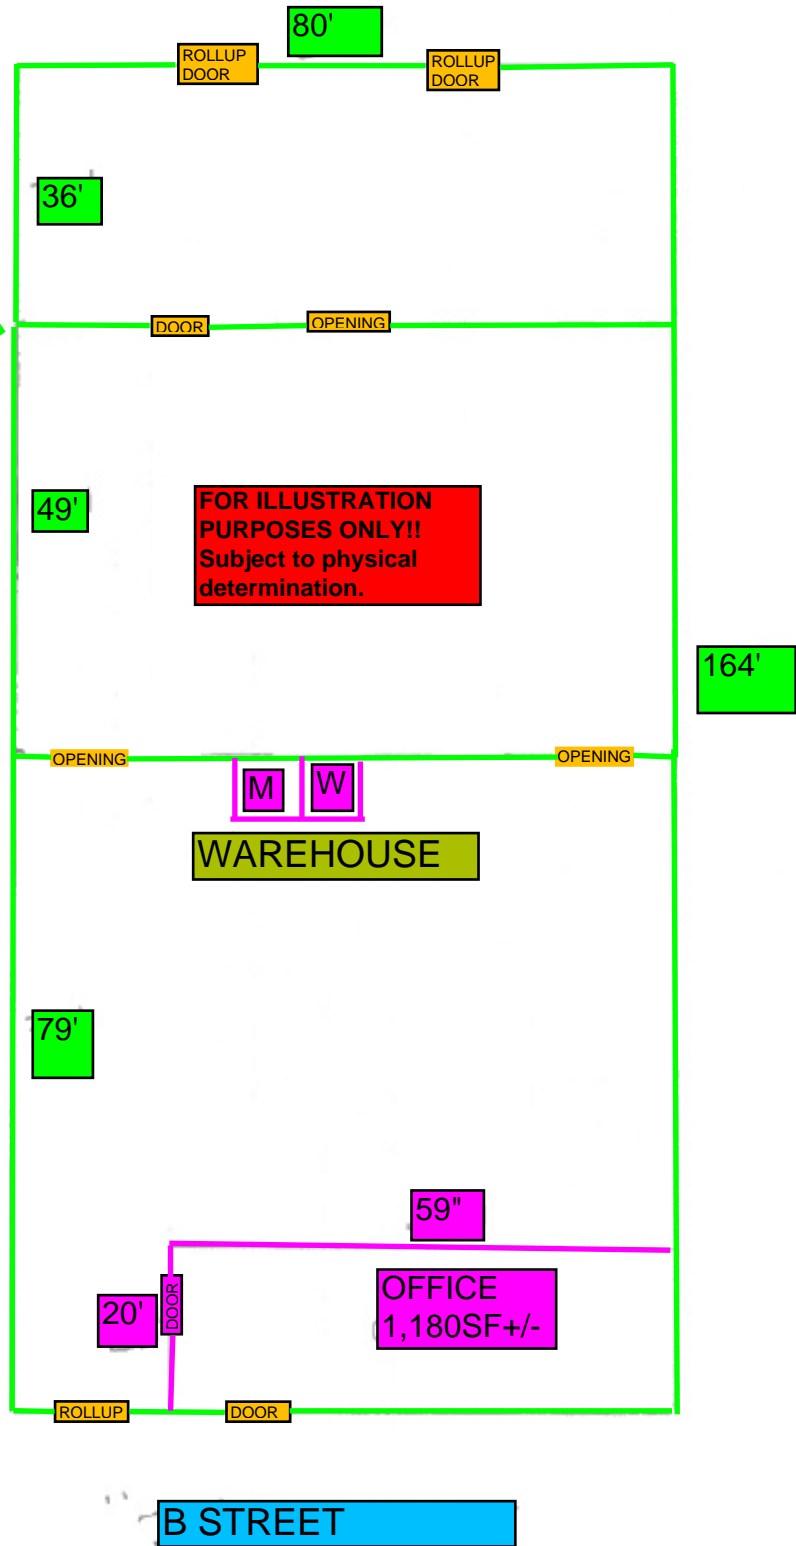 80'
ROLLUP
DOOR
ROLLUP
DOOR
36'
DOOR
OPENING
49'
FOR ILLUSTRATION
PURPOSES ONLY!!
Subject to physical
determination.
164'
OPENING
OPENING
M
W
WAREHOUSE
79'
59"
20'
DOOR
OFFICE
1,180SF+/-
ROLLUP
DOOR
B STREET